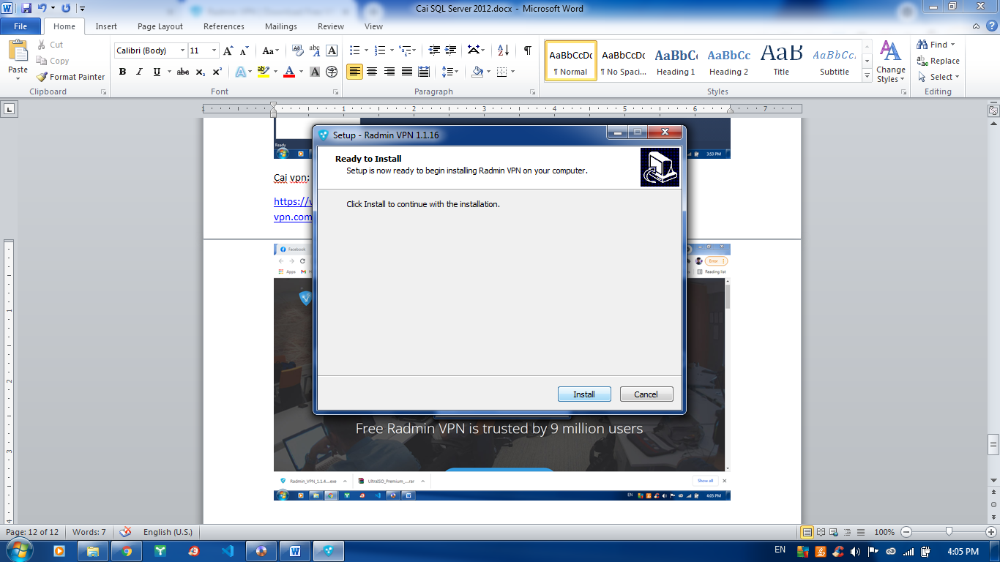 Cai SQL Server 2012.docx - Microsoft Word
File Home Insert Page Layout References Mailings Review View
Paste
Cut
Copy
Format Painter
Clipboard
Calibri (Body) 11
Font
Paragraph
AaBbCcDc AaBbCcDc AaBbC AaBbCc AaB AaBbCc.
¶ Normal ¶ No Spaci... Heading 1 Heading 2 Title Subtitle
Change Styles
Styles
Find
Replace
Select
Editing
Ready
3:53 PM
Cai vpn:
https://
vpn.com
Setup - Radmin VPN 1.1.16
Ready to Install
Setup is now ready to begin installing Radmin VPN on your computer.
Click Install to continue with the installation.
Install Cancel
Facebook
Error
Apps
Reading list
Free Radmin VPN is trusted by 9 million users
Radmin_VPN_1.1.4....exe UltraISO_Premium_...rar Show all
EN 4:05 PM
Page: 12 of 12 Words: 7 English (U.S.) 100%
EN 4:05 PM